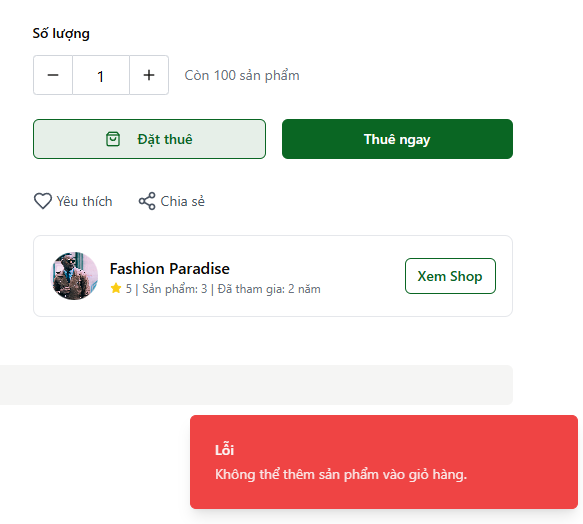 Số lượng
1
Còn 100 sản phẩm
Đặt thuê
Thuê ngay
Yêu thích
Chia sẻ
Fashion Paradise
5 | Sản phẩm: 3 | Đã tham gia: 2 năm
Xem Shop
Lỗi
Không thể thêm sản phẩm vào giỏ hàng.